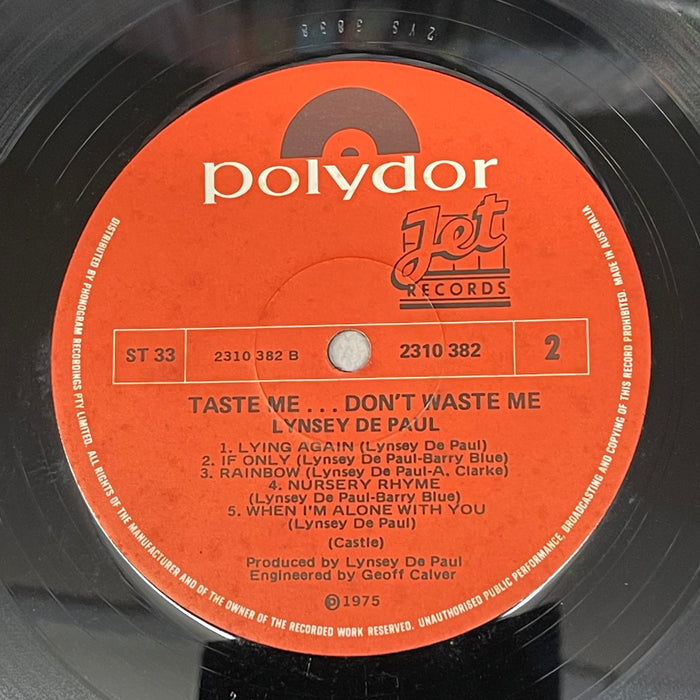 2YS 383
polydor
Jet
RECORDS
ST 33
2310 382 B
2310 382
2
TASTE ME... DON'T WASTE ME
LYNSEY DE PAUL
1. LYING AGAIN (Lynsey De Paul)
2. IF ONLY (Lynsey De Paul-Barry Blue)
3. RAINBOW (Lynsey De Paul-A. Clarke)
4. NURSERY RHYME
(Lynsey De Paul-Barry Blue)
5. WHEN I'M ALONE WITH YOU
(Lynsey De Paul)
(Castle)
Produced by Lynsey De Paul
Engineered by Geoff Calver
℗1975
DISTRIBUTED BY PHONOGRAM RECORDINGS PTY LIMITED. ALL RIGHTS OF THE MANUFACTURER AND OF THE OWNER OF THE RECORDED WORK RESERVED. UNAUTHORISED PUBLIC PERFORMANCE, BROADCASTING AND COPYING OF THIS RECORD PROHIBITED. MADE IN AUSTRALIA